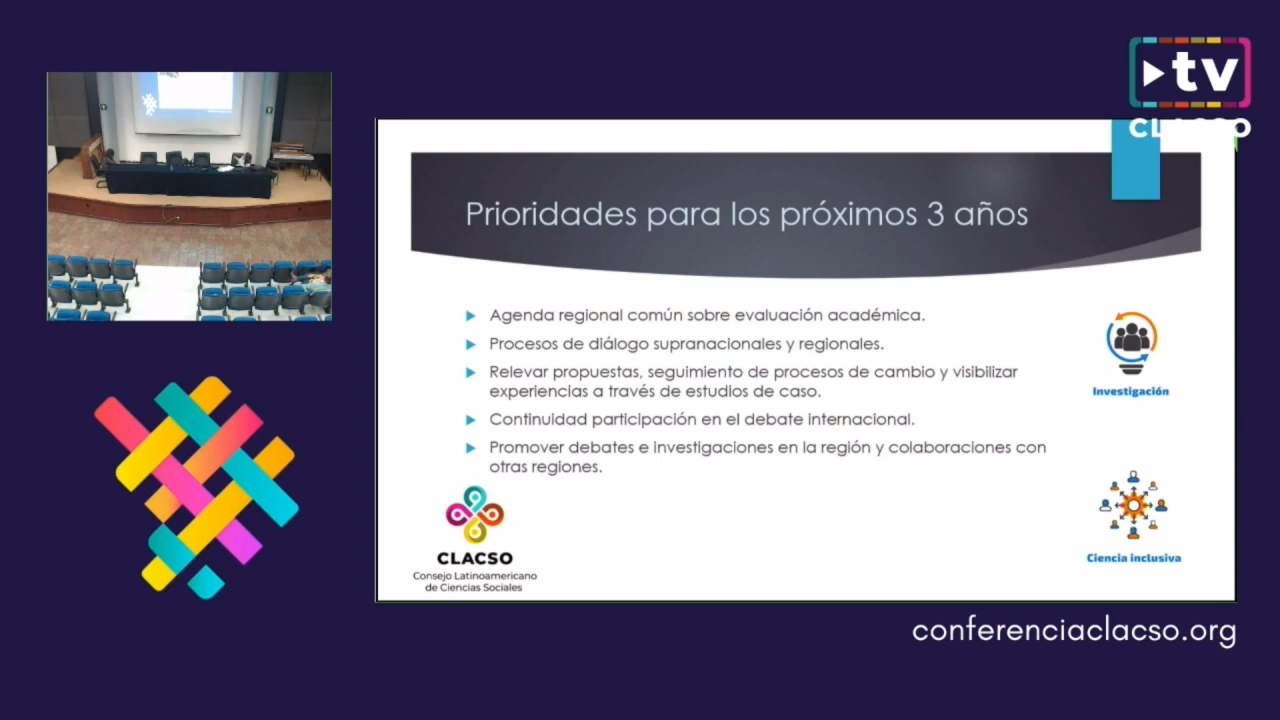 tv
CLACSO
Prioridades para los próximos 3 años
Agenda regional común sobre evaluación académica.
Procesos de diálogo supranacionales y regionales.
Relevar propuestas, seguimiento de procesos de cambio y visibilizar
experiencias a través de estudios de caso.
Continuidad participación en el debate internacional.
Promover debates e investigaciones en la región y colaboraciones con
otras regiones.
Investigación
Ciencia inclusiva
CLACSO
Consejo Latinoamericano
de Ciencias Sociales
conferenciaclacso.org